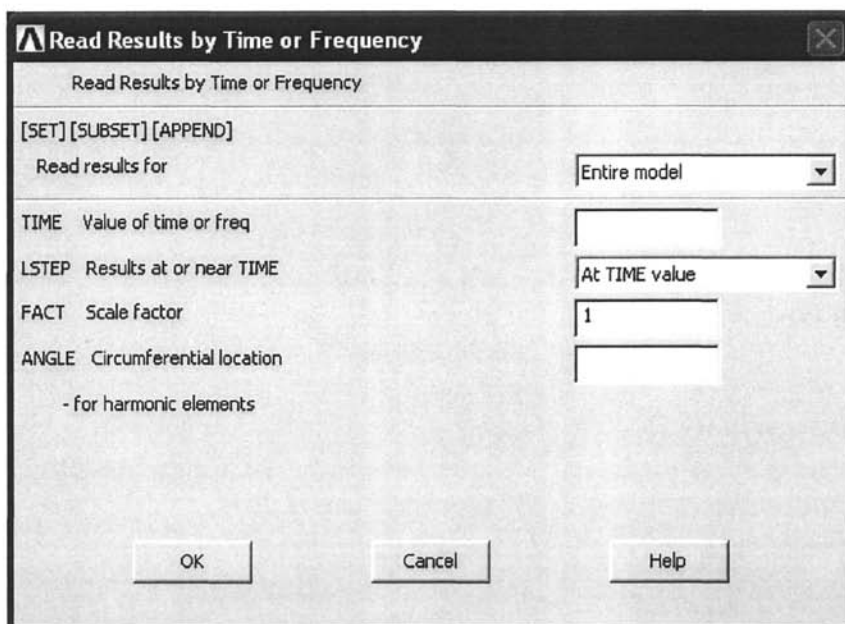 Read Results by Time or Frequency
Read Results by Time or Frequency
[SET] [SUBSET] [APPEND]
Read results for
Entire model
TIME Value of time or freq
LSTEP Results at or near TIME
At TIME value
FACT Scale factor
1
ANGLE Circumferential location
- for harmonic elements
OK Cancel Help